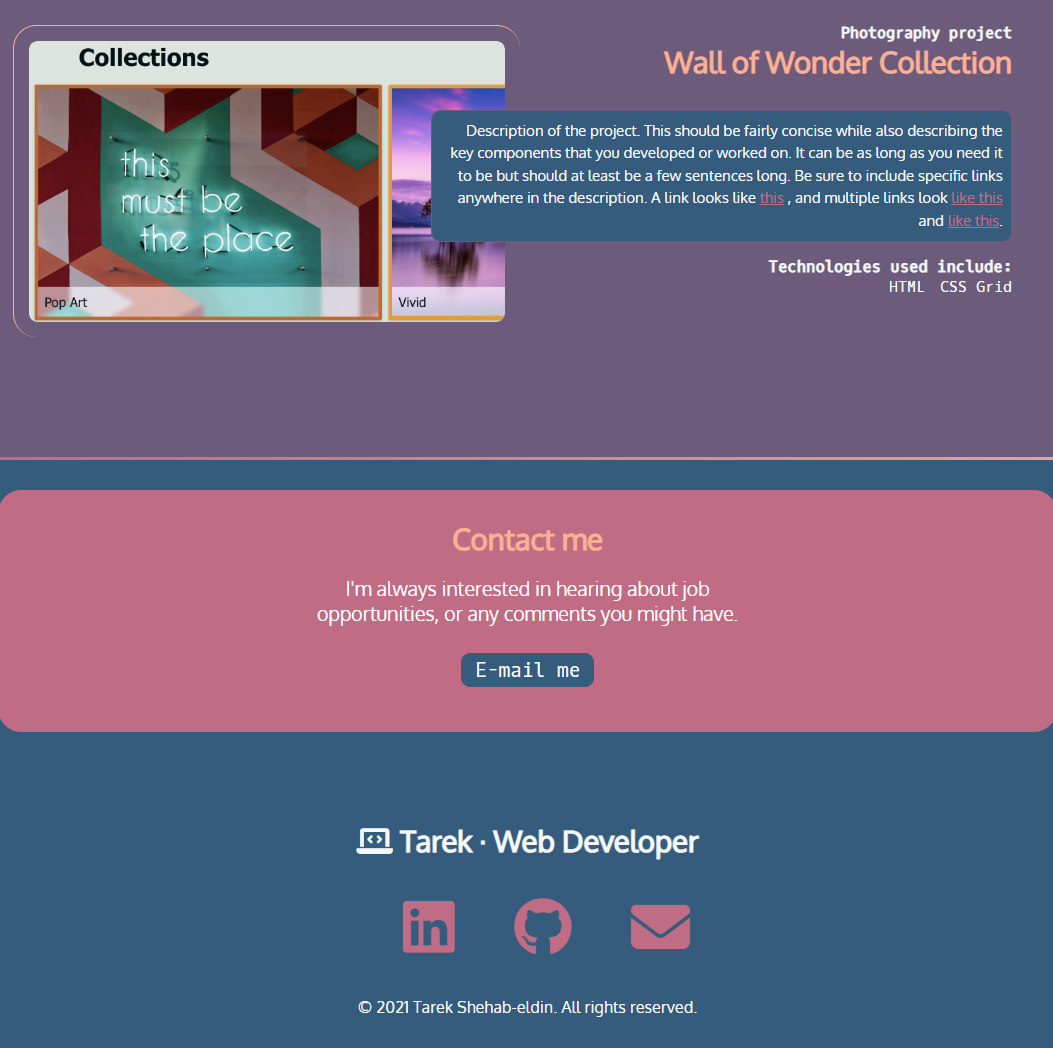 Collections
this
must be
the place
Pop Art
Vivid
Photography project
Wall of Wonder Collection
Description of the project. This should be fairly concise while also describing the
key components that you developed or worked on. It can be as long as you need it
to be but should at least be a few sentences long. Be sure to include specific links
anywhere in the description. A link looks like this , and multiple links look like this
and like this.
Technologies used include:
HTML CSS Grid
Contact me
I'm always interested in hearing about job
opportunities, or any comments you might have.
E-mail me
Tarek · Web Developer
in
© 2021 Tarek Shehab-eldin. All rights reserved.